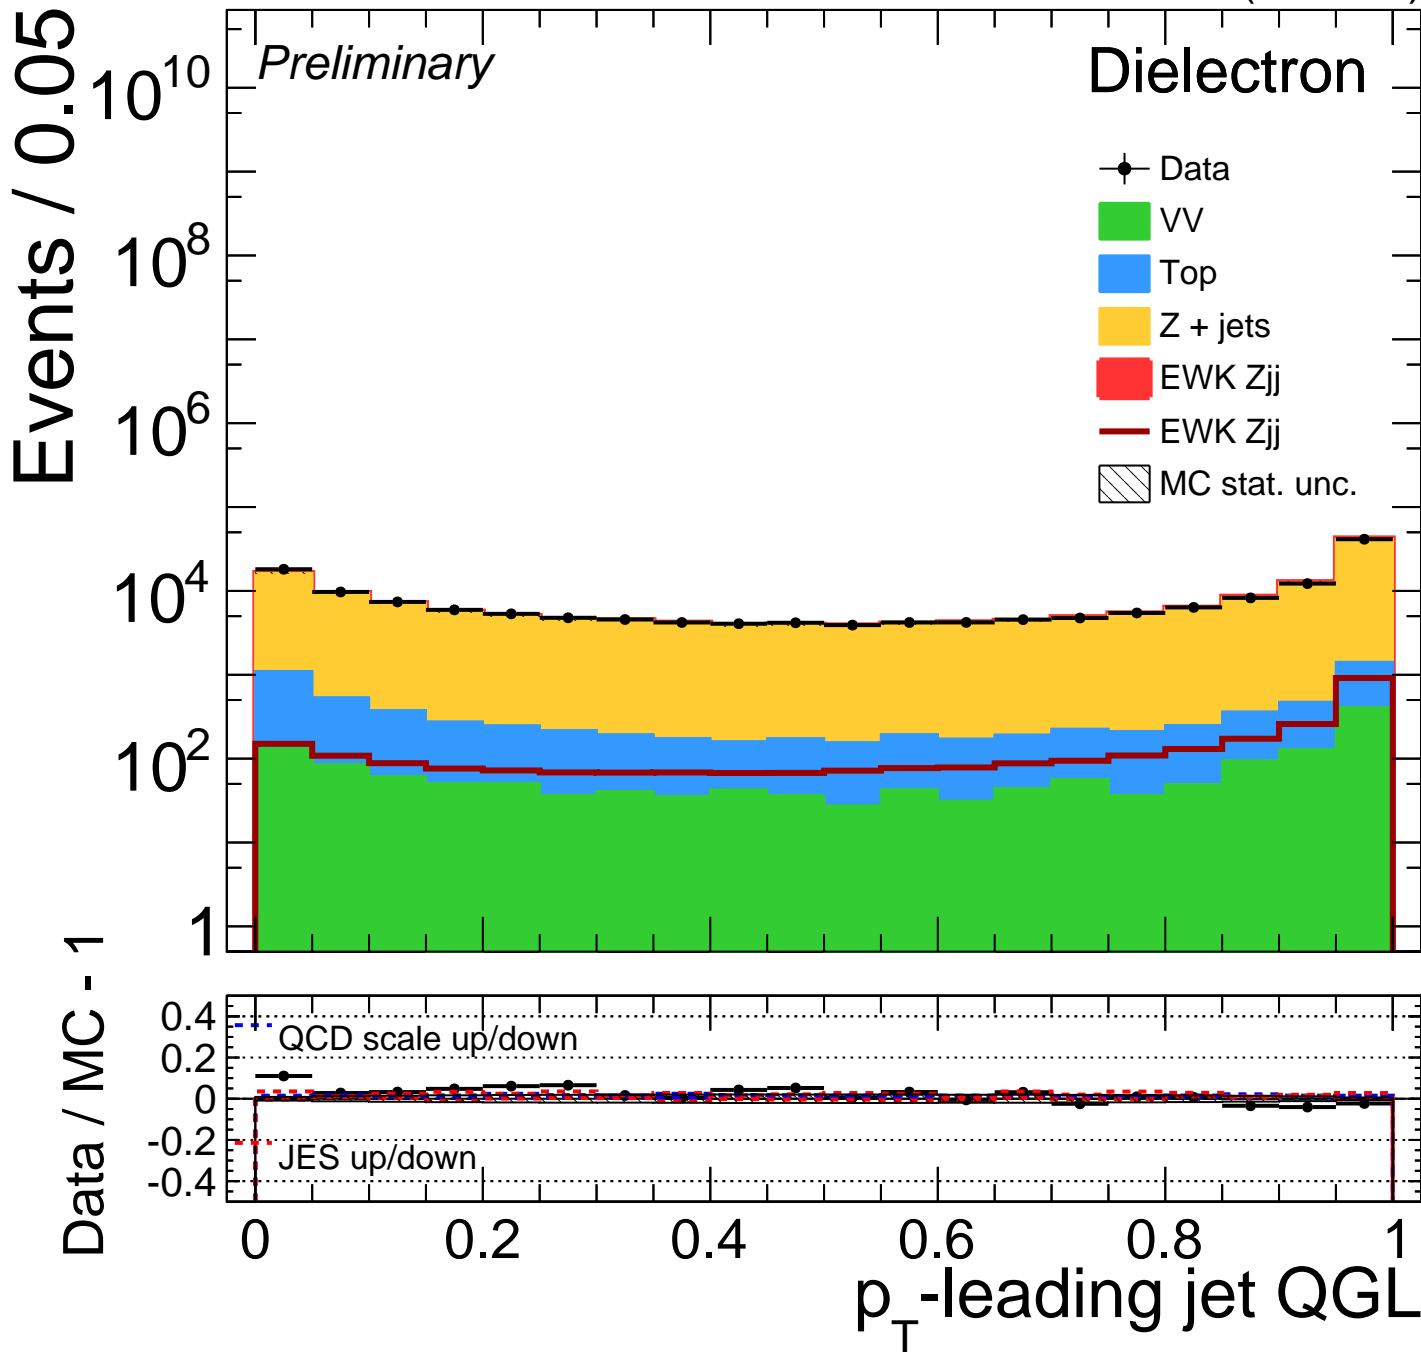 Preliminary
Dielectron
Data
VV
Top
Z + jets
EWK Zjj
EWK Zjj
MC stat. unc.
Events / 0.05
10^10
10^8
10^6
10^4
10^2
1
Data / MC - 1
0.4
0.2
0
-0.2
-0.4
QCD scale up/down
JES up/down
0 0.2 0.4 0.6 0.8 1
p_T-leading jet QGL